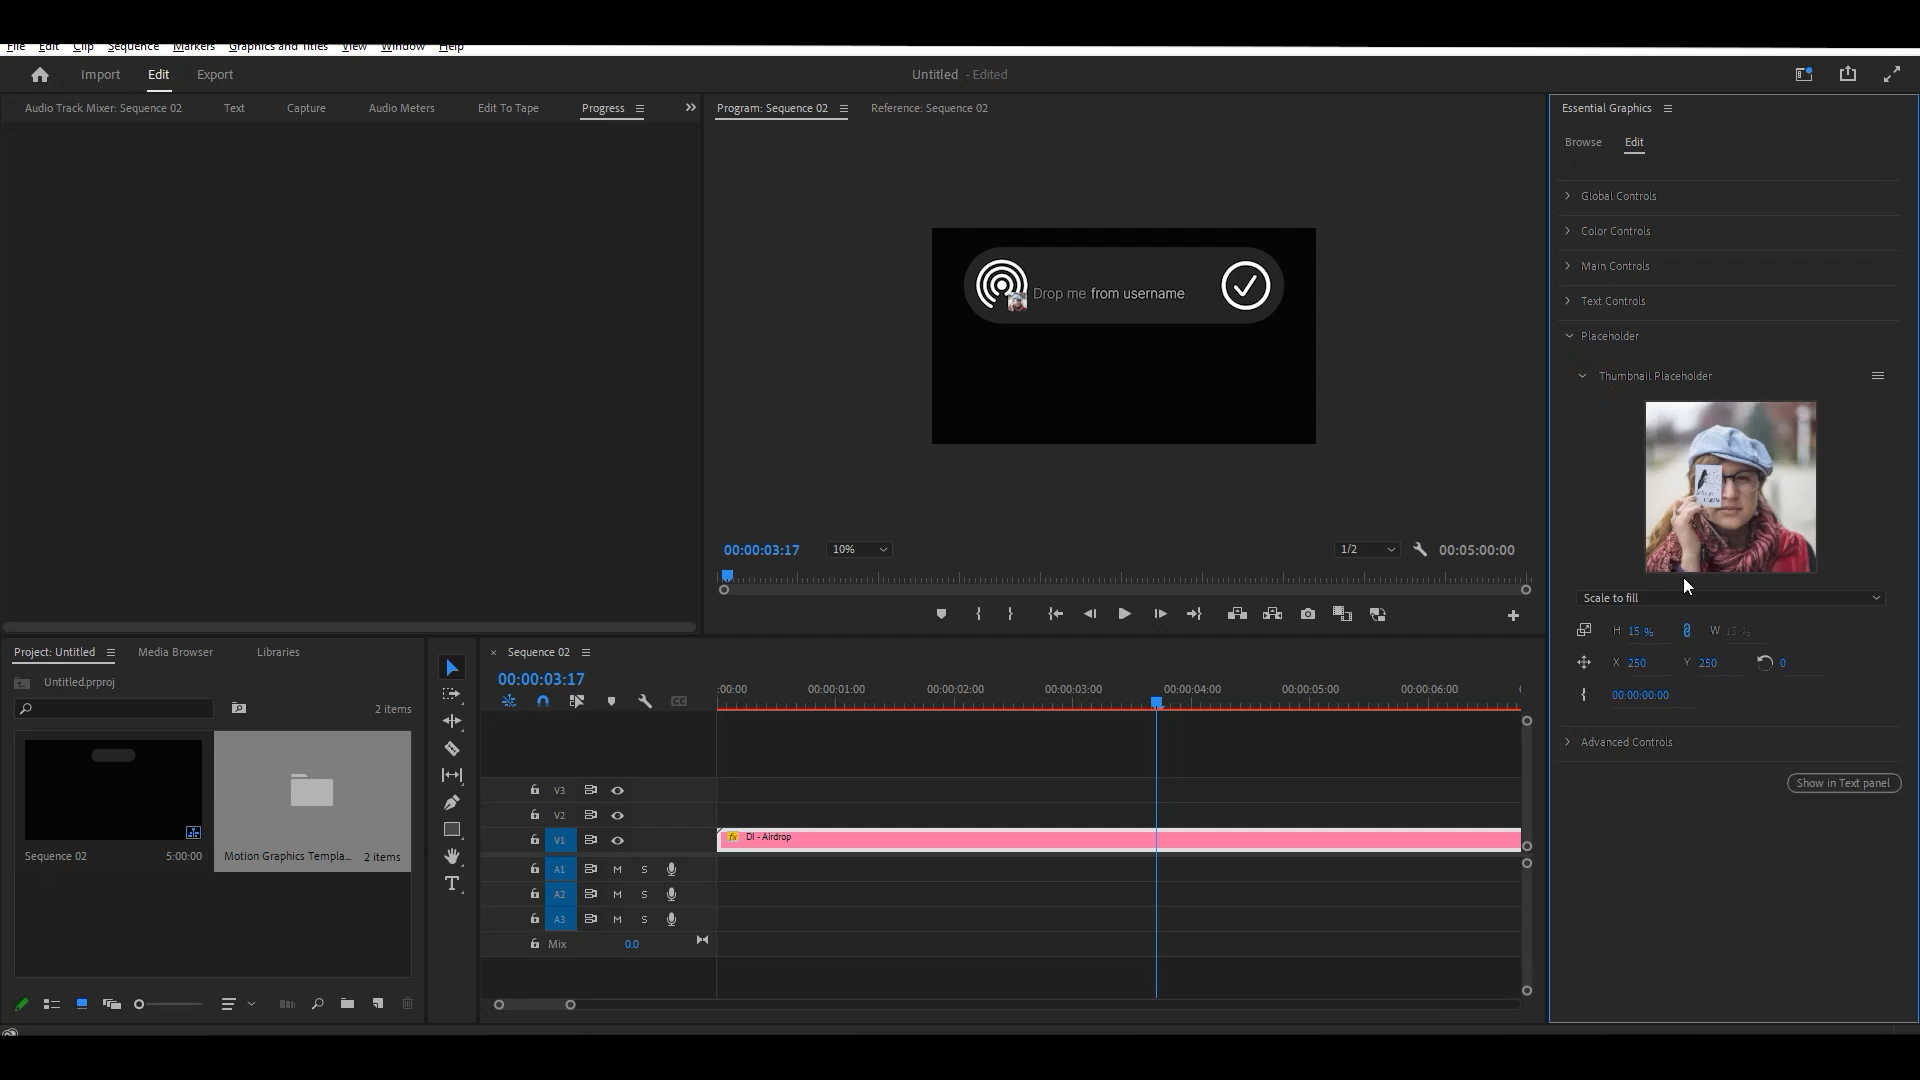 File Edit Clip Sequence Markers Graphics and Titles View Window Help
Import Edit Export Untitled - Edited
Audio Track Mixer: Sequence 02 Text Capture Audio Meters Edit To Tape Progress
Program: Sequence 02 Reference: Sequence 02
Drop me from username
00:00:03:17 10% 1/2 00:05:00:00
Essential Graphics
Browse Edit
Global Controls
Color Controls
Main Controls
Text Controls
Placeholder
Thumbnail Placeholder
Scale to fill
H 15 % W 15 %
X 250 Y 250 0
00:00:00:00
Advanced Controls
Show in Text panel
Project: Untitled Media Browser Libraries
Untitled.prproj
2 items
Sequence 02 5:00:00
Motion Graphics Templa... 2 items
× Sequence 02
00:00:03:17
:00:00 00:00:01:00 00:00:02:00 00:00:03:00 00:00:04:00 00:00:05:00 00:00:06:00
V3
V2
V1 fx DI - Airdrop
A1 M S
A2 M S
A3 M S
Mix 0.0